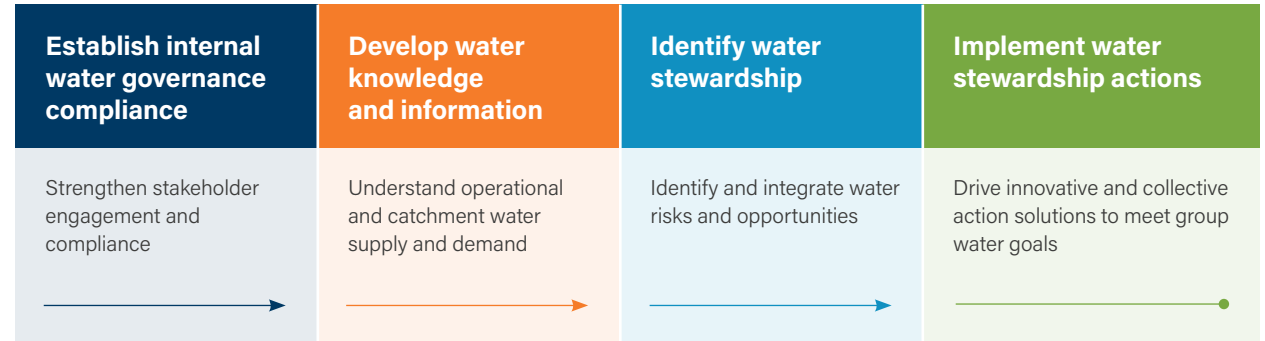 Establish internal
water governance
compliance
Strengthen stakeholder
engagement and
compliance
Develop water
knowledge
and information
Understand operational
and catchment water
supply and demand
Identify water
stewardship
Identify and integrate water
risks and opportunities
Implement water
stewardship actions
Drive innovative and collective
action solutions to meet group
water goals